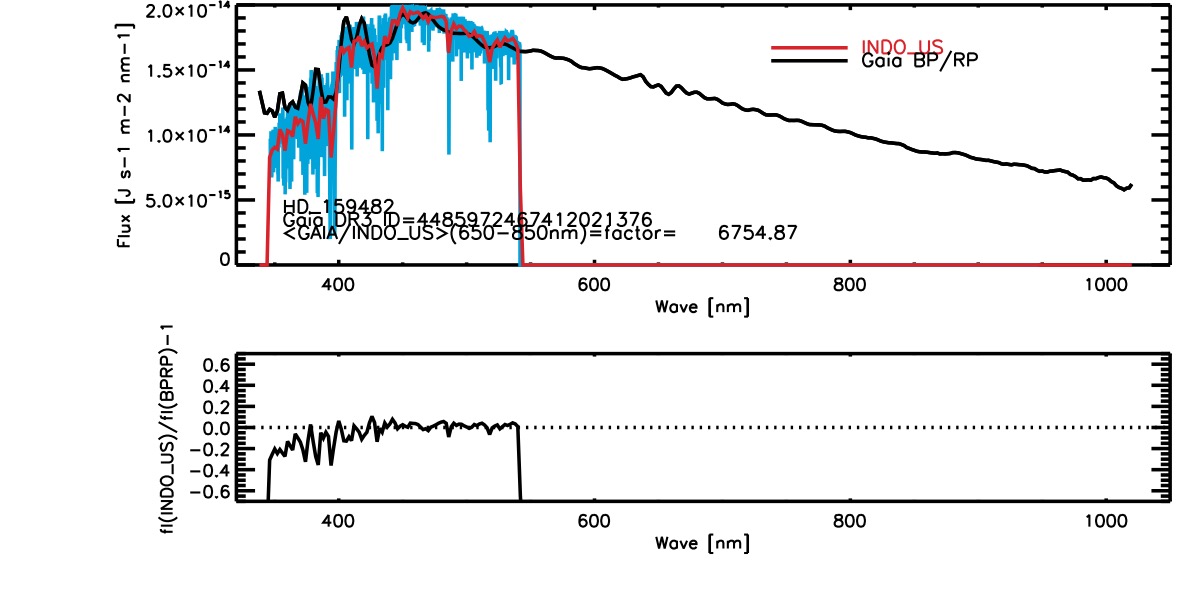 2.0×10−14
1.5×10−14
1.0×10−14
5.0×10−15
0
Flux [J s−1 m−2 nm−1]
INDO_US
Gaia BP/RP
HD_159482
Gaia DR3 ID=4485972467412021376
<GAIA/INDO_US>(650−850nm)=factor= 6754.87
400 600 800 1000
Wave [nm]
fl(INDO_US)/fl(BPRP)−1
0.6
0.4
0.2
0.0
−0.2
−0.4
−0.6
400 600 800 1000
Wave [nm]